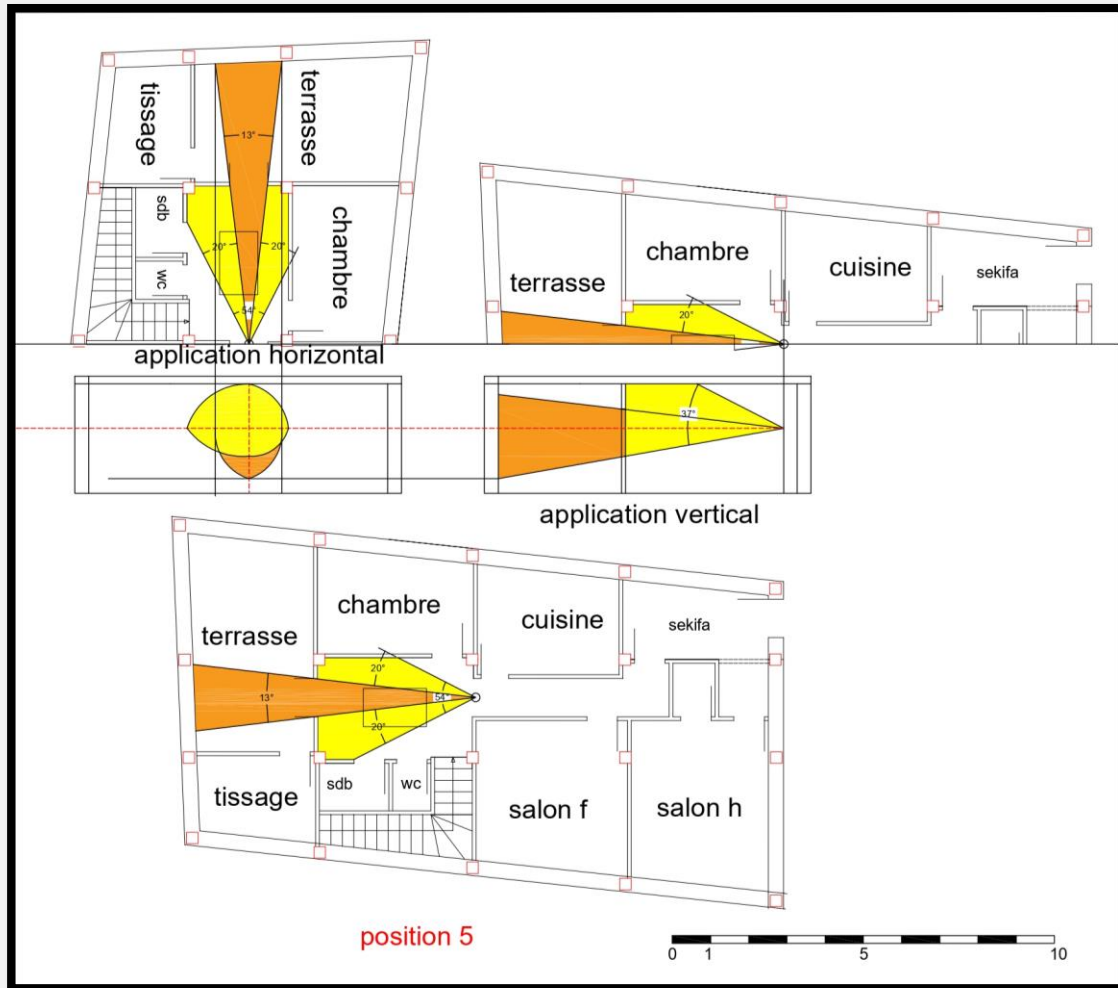 tissage
terrasse
13°
sdb
20°
20°
chambre
wc
54°
application horizontal
chambre
cuisine
sekifa
terrasse
20°
37°
application vertical
chambre
cuisine
sekifa
terrasse
20°
13°
54°
20°
tissage
sdb
wc
salon f
salon h
position 5
0 1 5 10